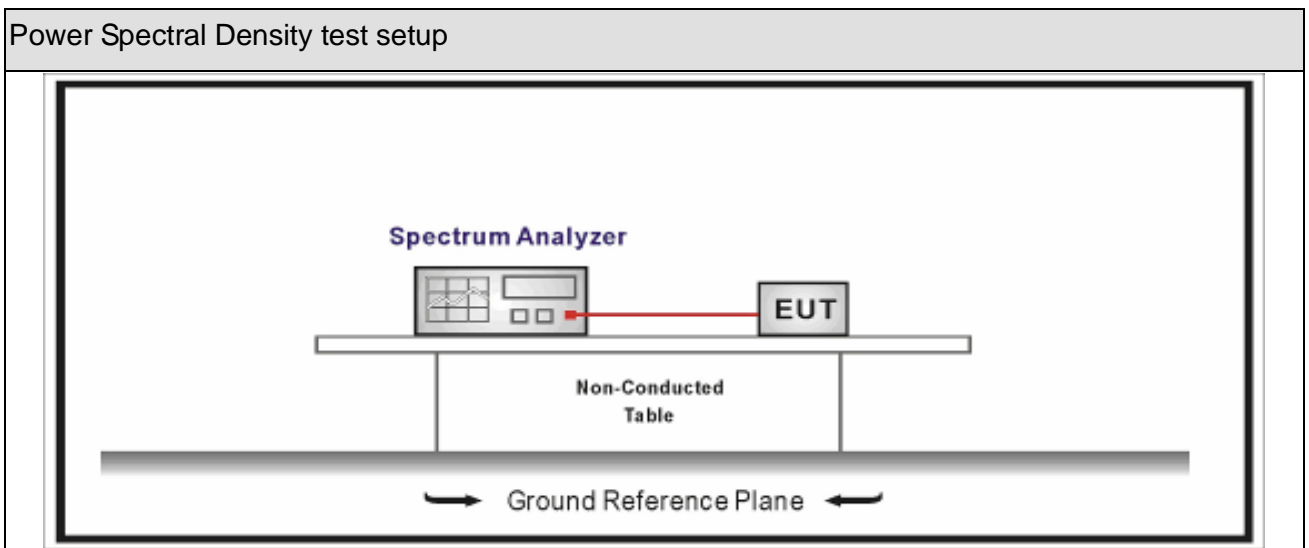 Power Spectral Density test setup
Spectrum Analyzer
EUT
Non-Conducted
Table
Ground Reference Plane